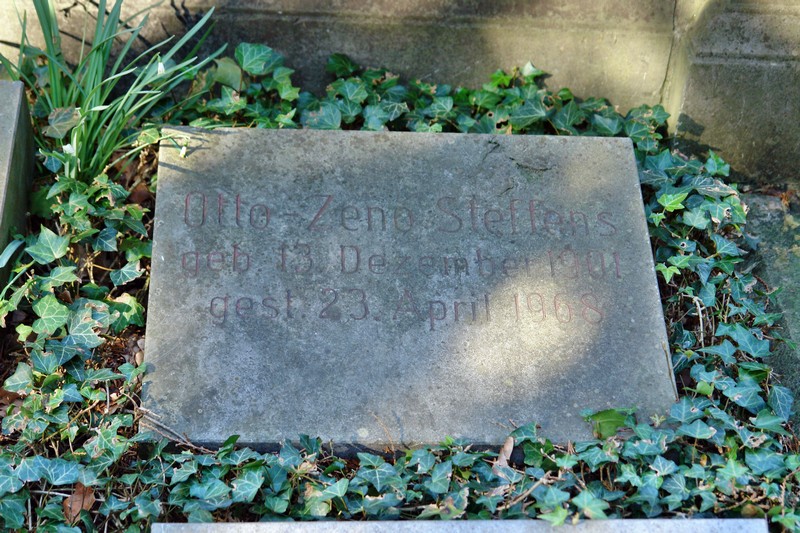 Otto-Zeno Steffens
geb. 13. Dezember 1901
gest. 23. April 1968